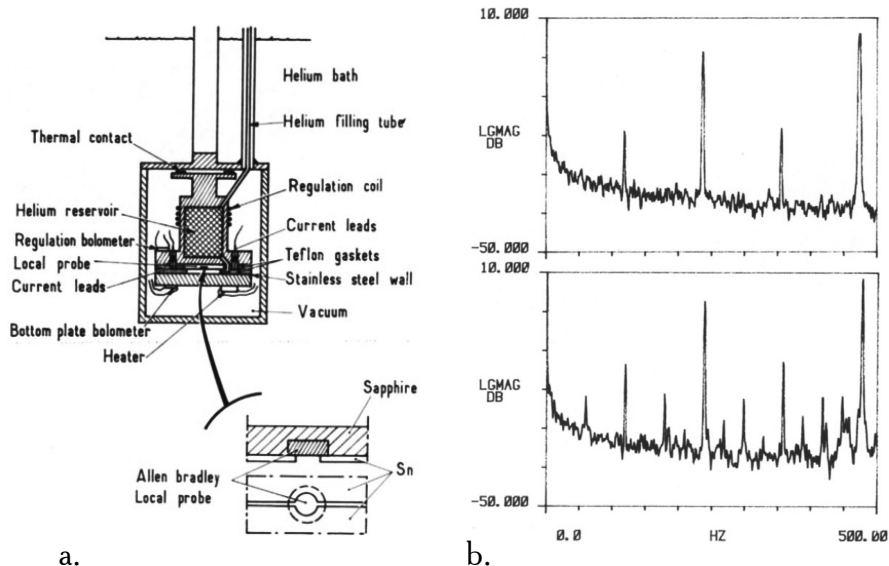 Helium bath
Helium filling tube
Thermal contact
Regulation coil
Helium reservoir
Current leads
Regulation bolometer
Teflon gaskets
Local probe
Stainless steel wall
Current leads
Vacuum
Bottom plate bolometer
Heater
Sapphire
Allen bradley
Local probe
Sn
a.
10.000
LGMAG
DB
-50.000
10.000
LGMAG
DB
-50.000
0.0 HZ 500.00
b.